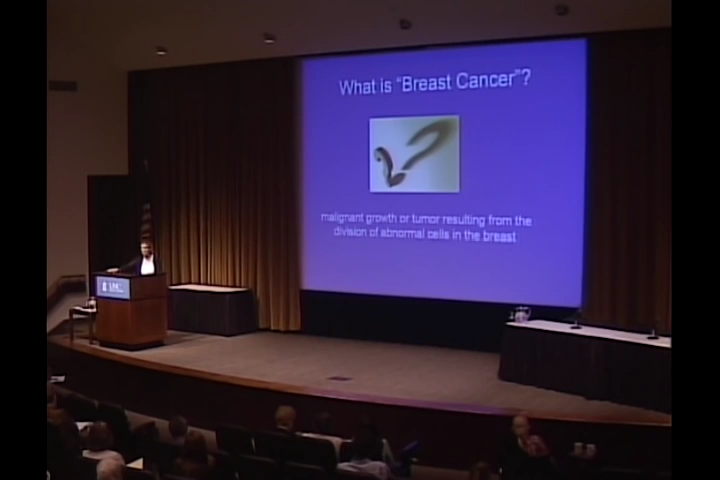 What is “Breast Cancer”?
malignant growth or tumor resulting from the
division of abnormal cells in the breast